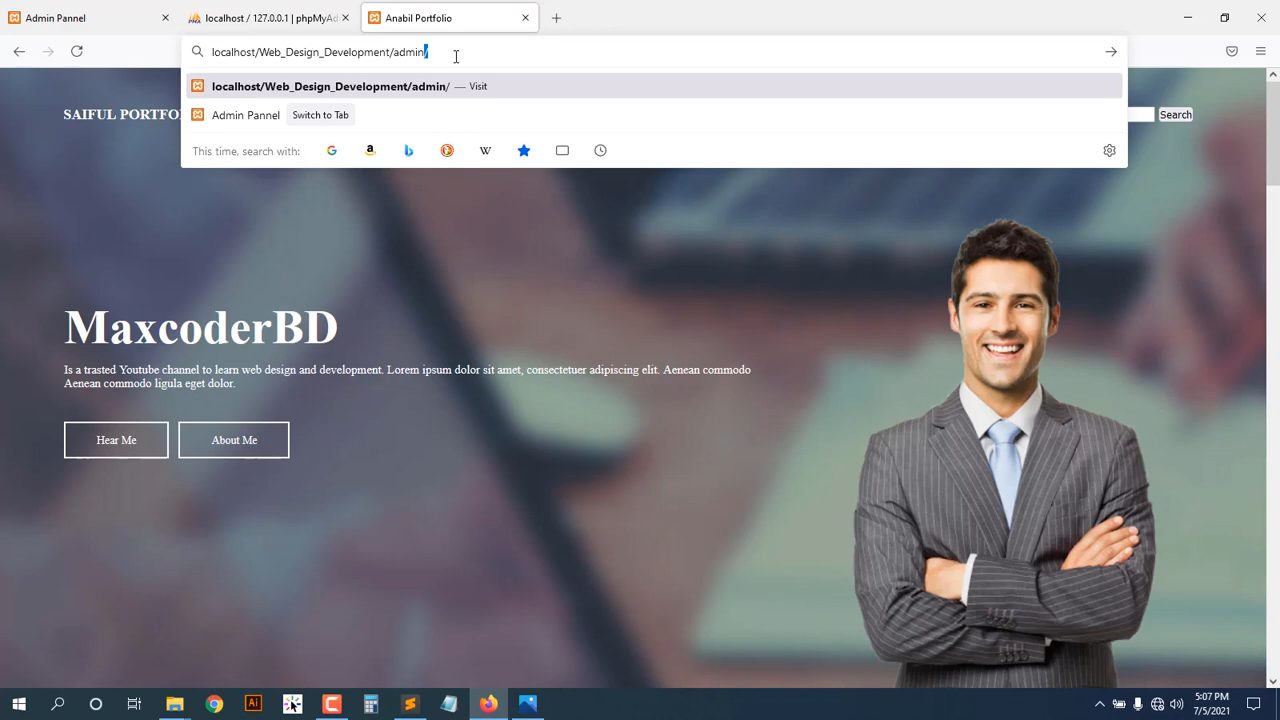 Admin Pannel
localhost / 127.0.0.1 | phpMyAd
Anabil Portfolio
localhost/Web_Design_Development/admin/
localhost/Web_Design_Development/admin/ — Visit
SAIFUL PORTFO
Admin Pannel Switch to Tab
Search
This time, search with:
MaxcoderBD
Is a trasted Youtube channel to learn web design and development. Lorem ipsum dolor sit amet, consectetuer adipiscing elit. Aenean commodo
Aenean commodo ligula eget dolor.
Hear Me
About Me
5:07 PM
7/5/2021